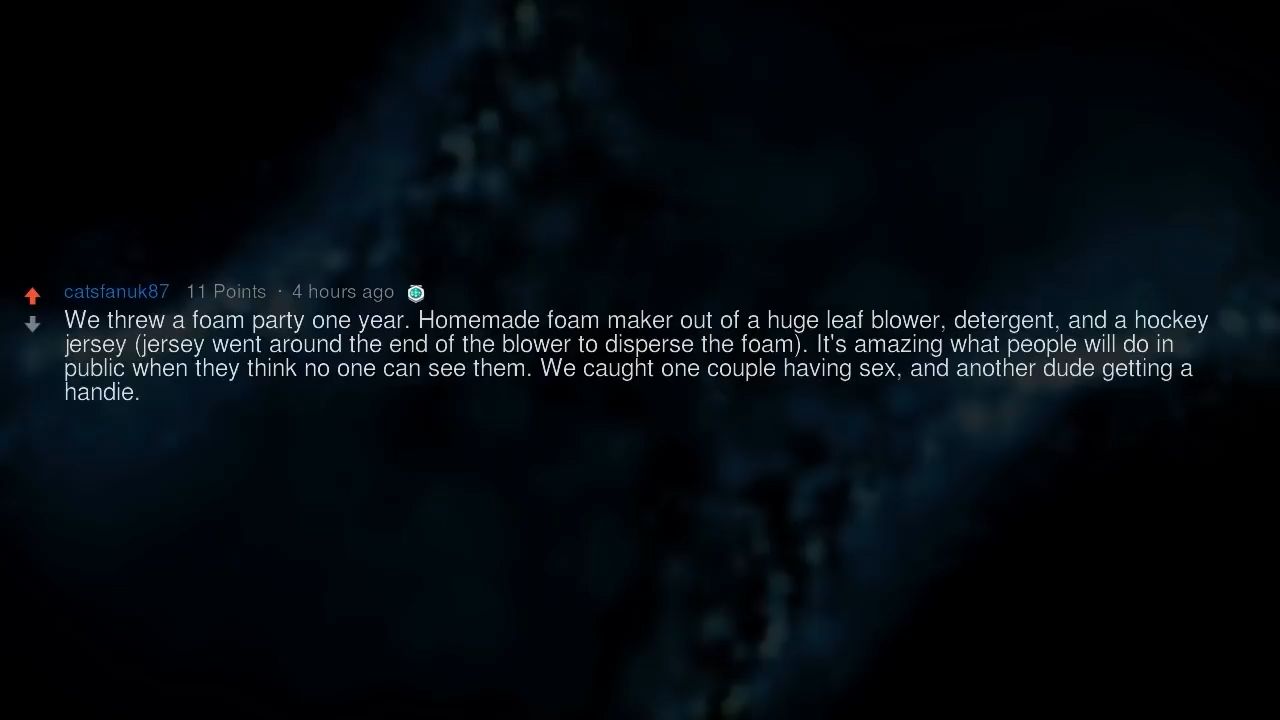 catsfanuk87 11 Points · 4 hours ago
We threw a foam party one year. Homemade foam maker out of a huge leaf blower, detergent, and a hockey
jersey (jersey went around the end of the blower to disperse the foam). It's amazing what people will do in
public when they think no one can see them. We caught one couple having sex, and another dude getting a
handie.